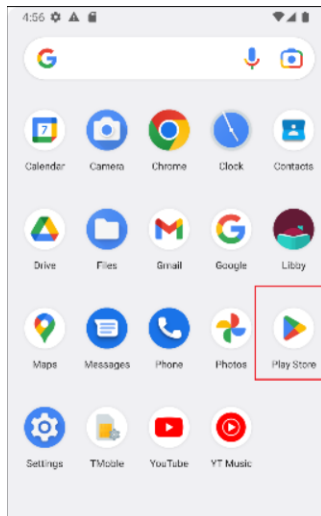 4:56
7
Calendar Camera Chrome Clock Contacts
Drive Files Gmail Google Libby
Maps Messages Phone Photos Play Store
Settings TMoble YouTube YT Music